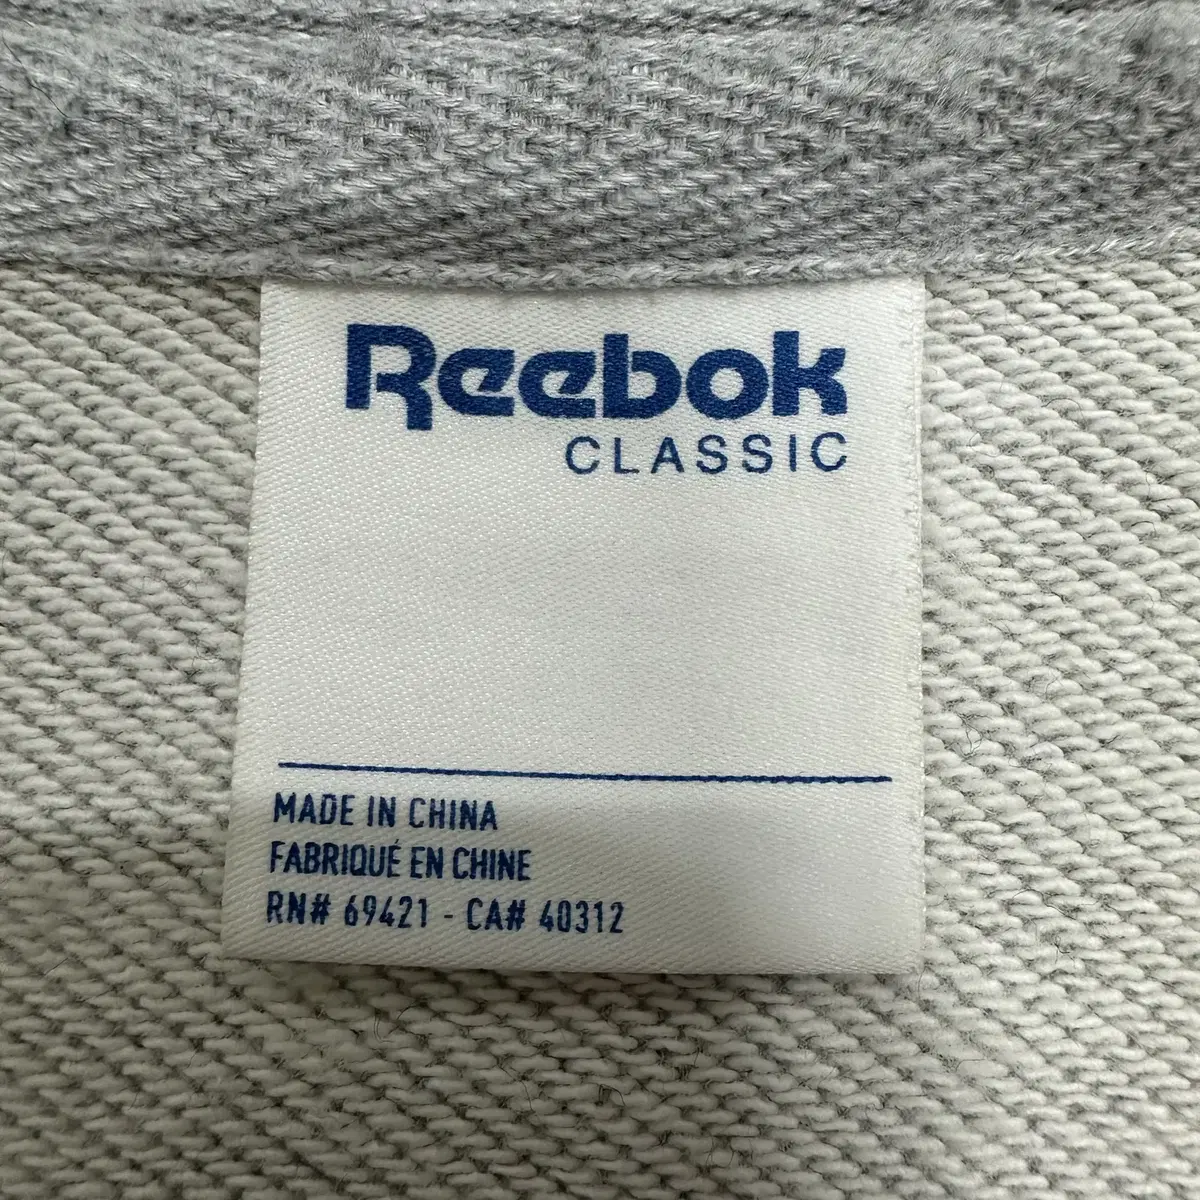 Reebok
CLASSIC
MADE IN CHINA
FABRIQUÉ EN CHINE
RN# 69421 - CA# 40312